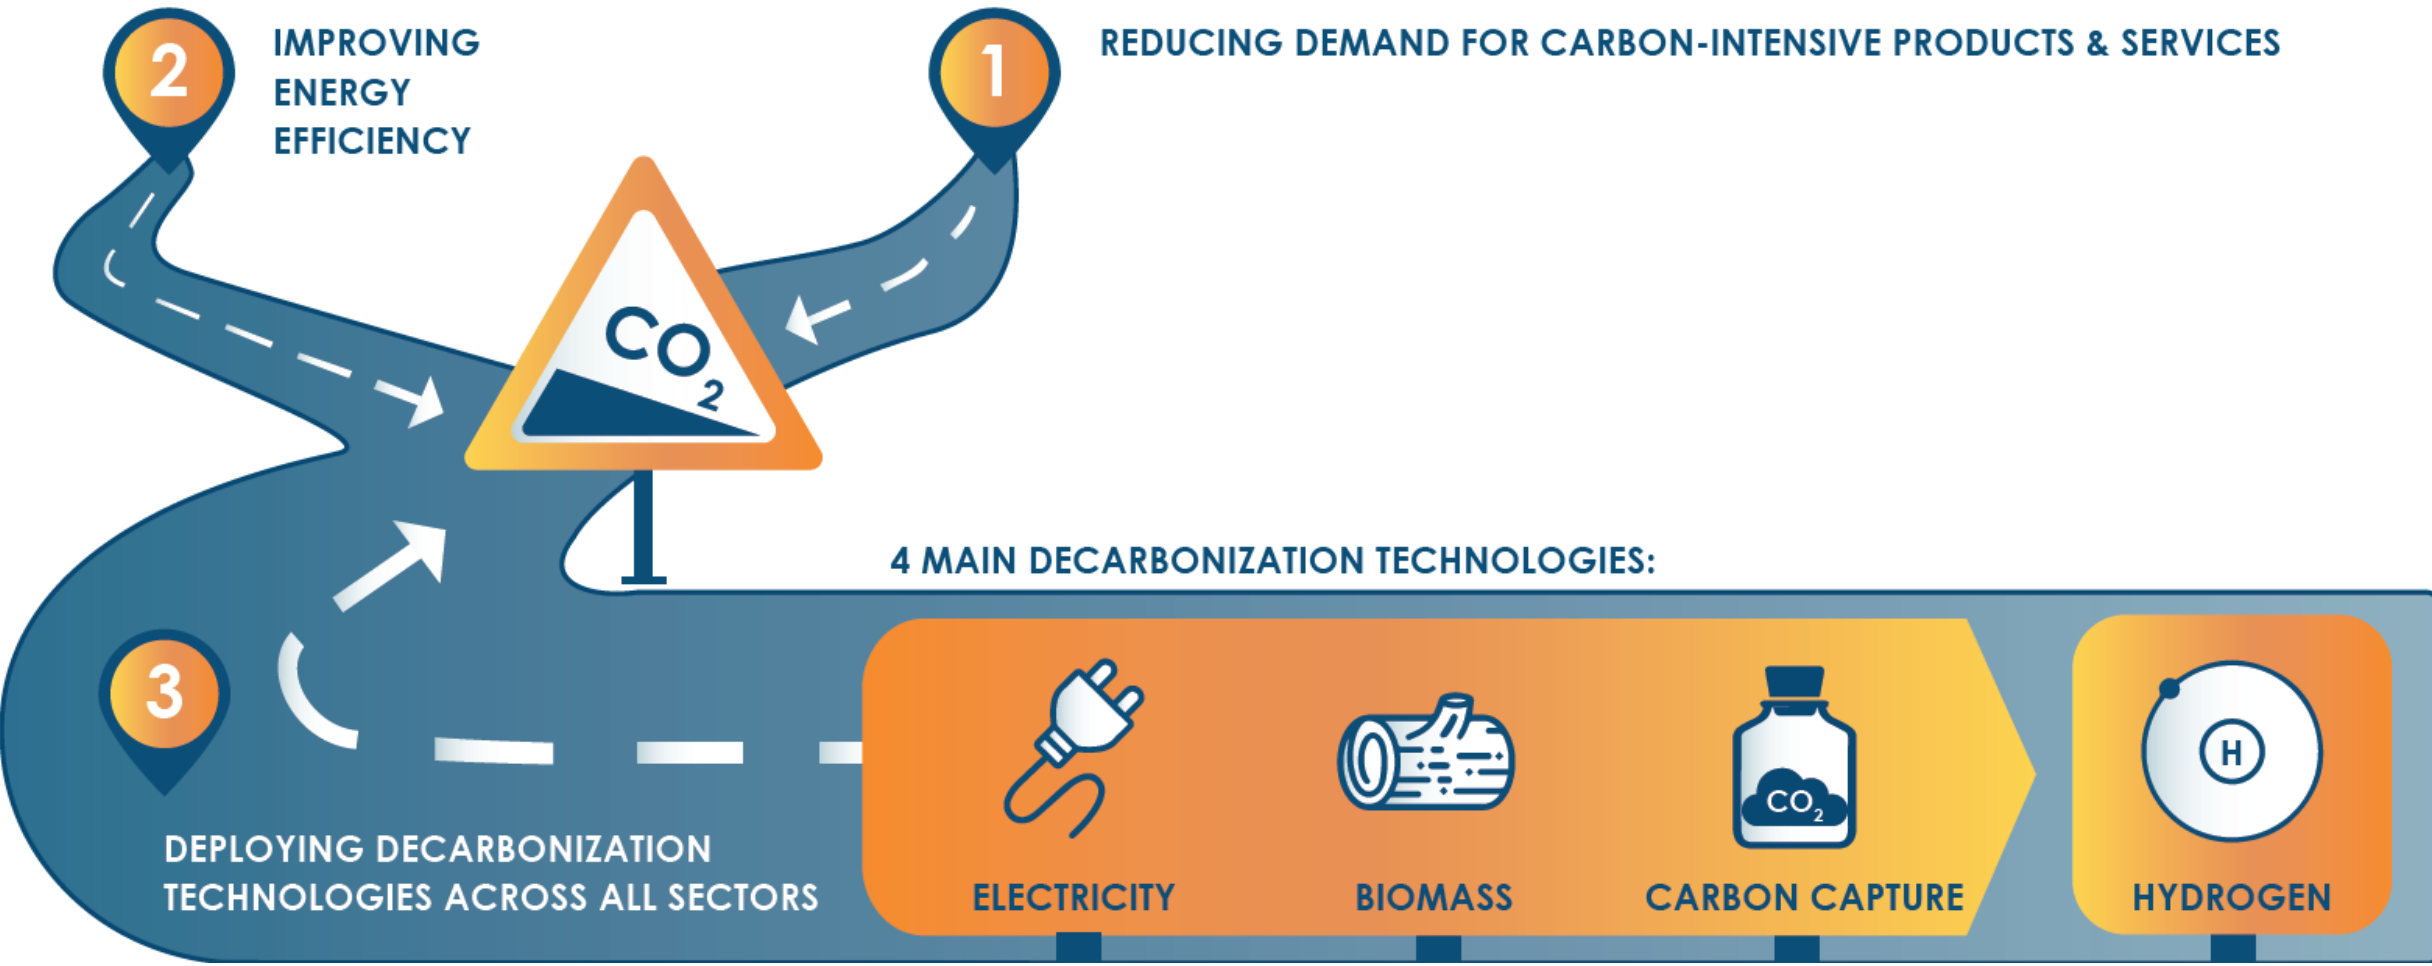 1
REDUCING DEMAND FOR CARBON-INTENSIVE PRODUCTS & SERVICES
2
IMPROVING
ENERGY
EFFICIENCY
CO₂
3
DEPLOYING DECARBONIZATION
TECHNOLOGIES ACROSS ALL SECTORS
4 MAIN DECARBONIZATION TECHNOLOGIES:
ELECTRICITY
BIOMASS
CO₂
CARBON CAPTURE
H
HYDROGEN